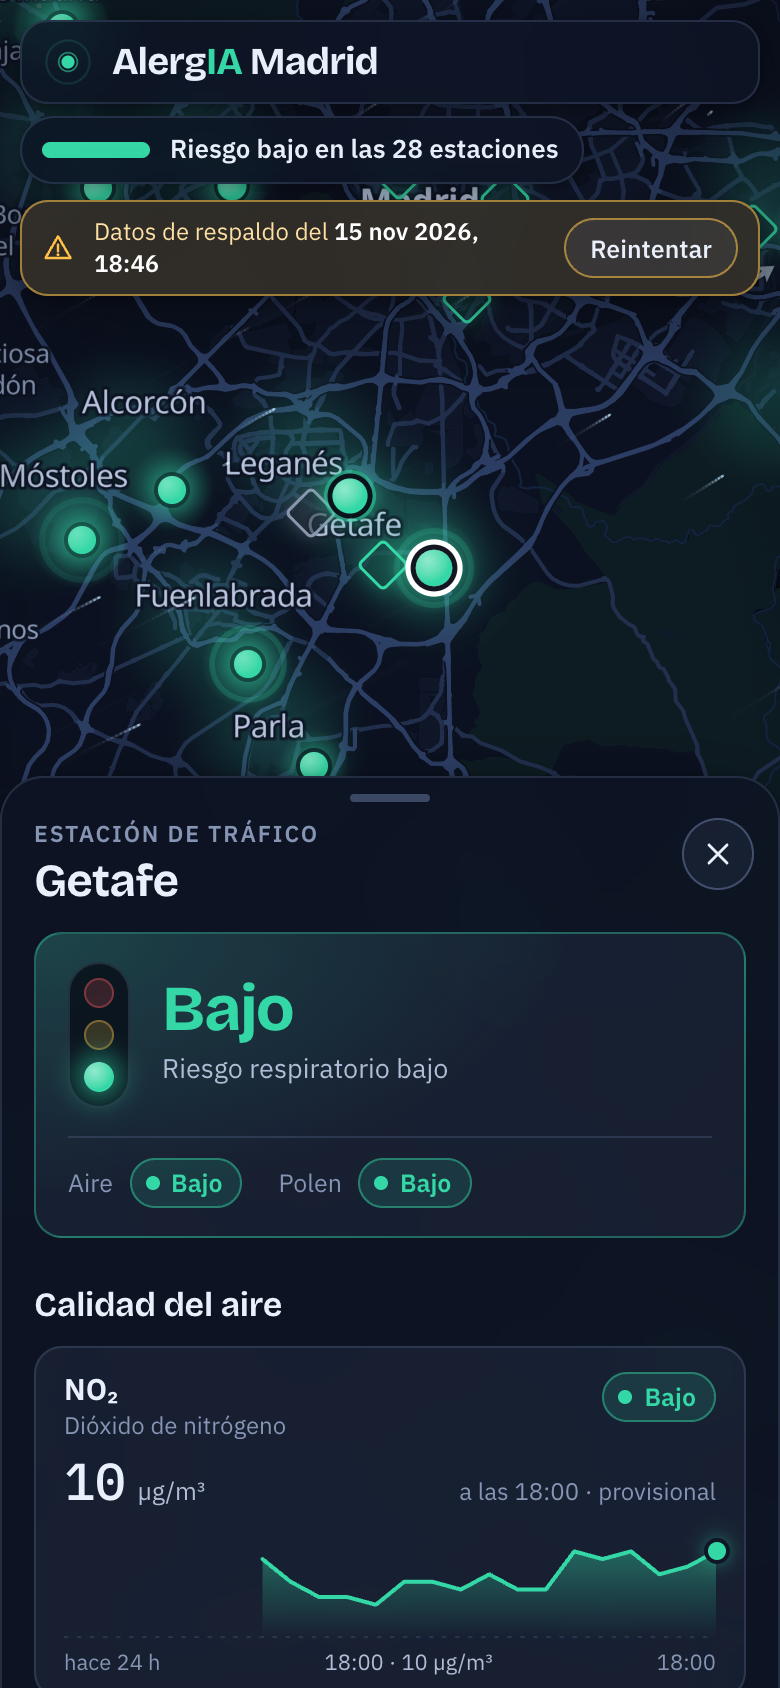 AlergIA Madrid
Riesgo bajo en las 28 estaciones
Madrid
Datos de respaldo del 15 nov 2026,
18:46
Reintentar
Alcorcón
Leganés
Móstoles
Getafe
Fuenlabrada
Parla
ESTACIÓN DE TRÁFICO
Getafe
Bajo
Riesgo respiratorio bajo
Aire Bajo Polen Bajo
Calidad del aire
NO₂
Bajo
Dióxido de nitrógeno
10 µg/m³
a las 18:00 · provisional
hace 24 h 18:00 · 10 µg/m³ 18:00